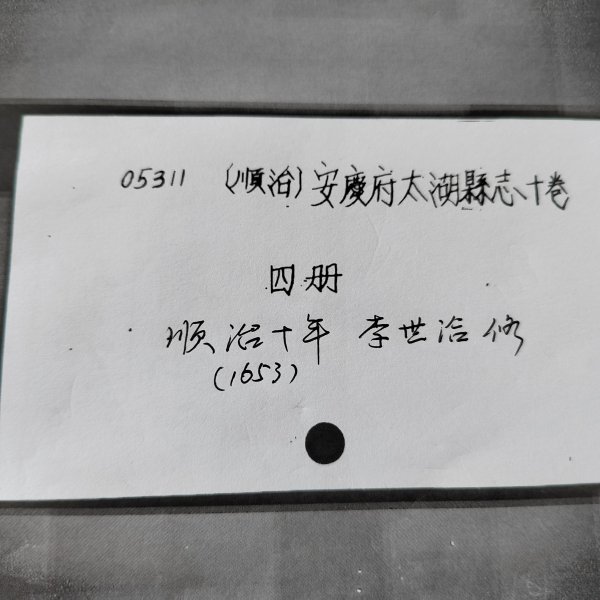 05311 (順治)安慶府太湖縣志十卷
四册
順治十年 李世洽修
(1653)